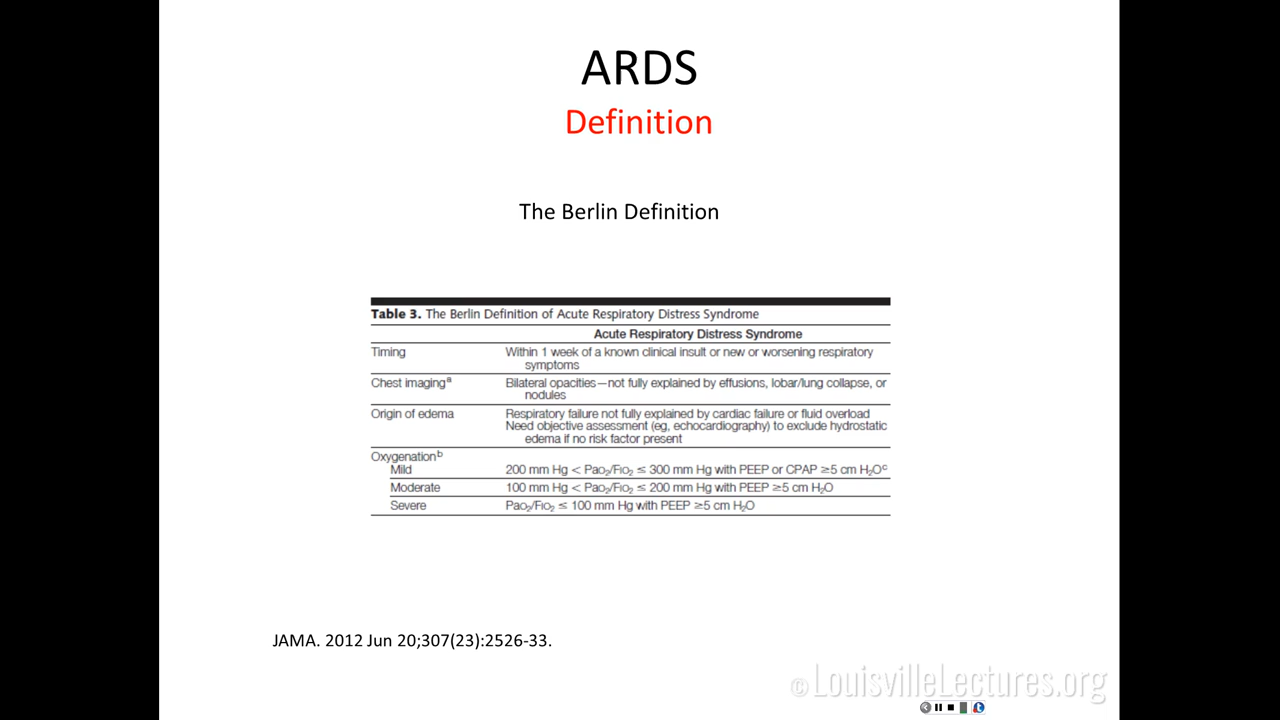 ARDS
Definition
The Berlin Definition
Table 3. The Berlin Definition of Acute Respiratory Distress Syndrome
Acute Respiratory Distress Syndrome
Timing Within 1 week of a known clinical insult or new or worsening respiratory
symptoms
Chest imagingᵃ Bilateral opacities—not fully explained by effusions, lobar/lung collapse, or
nodules
Origin of edema Respiratory failure not fully explained by cardiac failure or fluid overload
Need objective assessment (eg, echocardiography) to exclude hydrostatic
edema if no risk factor present
Oxygenationᵇ
Mild 200 mm Hg < PaO₂/FIO₂ ≤ 300 mm Hg with PEEP or CPAP ≥5 cm H₂Oᶜ
Moderate 100 mm Hg < PaO₂/FIO₂ ≤ 200 mm Hg with PEEP ≥5 cm H₂O
Severe PaO₂/FIO₂ ≤ 100 mm Hg with PEEP ≥5 cm H₂O
JAMA. 2012 Jun 20;307(23):2526-33.
© LouisvilleLectures.org